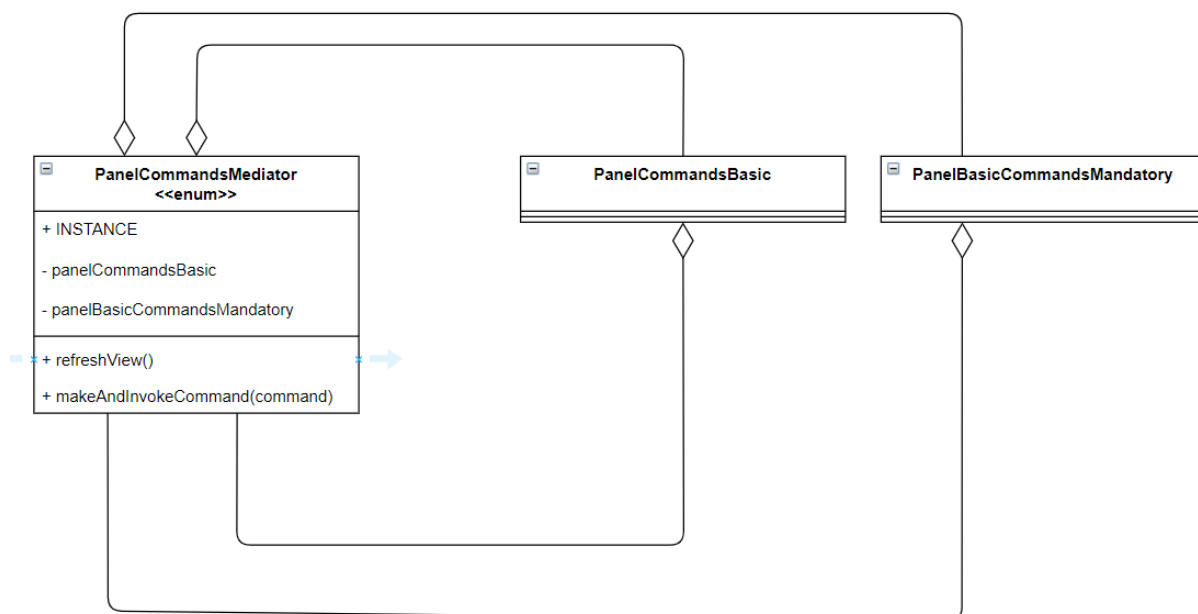 PanelCommandsMediator
<<enum>>
+ INSTANCE
- panelCommandsBasic
- panelBasicCommandsMandatory
+ refreshView()
+ makeAndInvokeCommand(command)
PanelCommandsBasic
PanelBasicCommandsMandatory